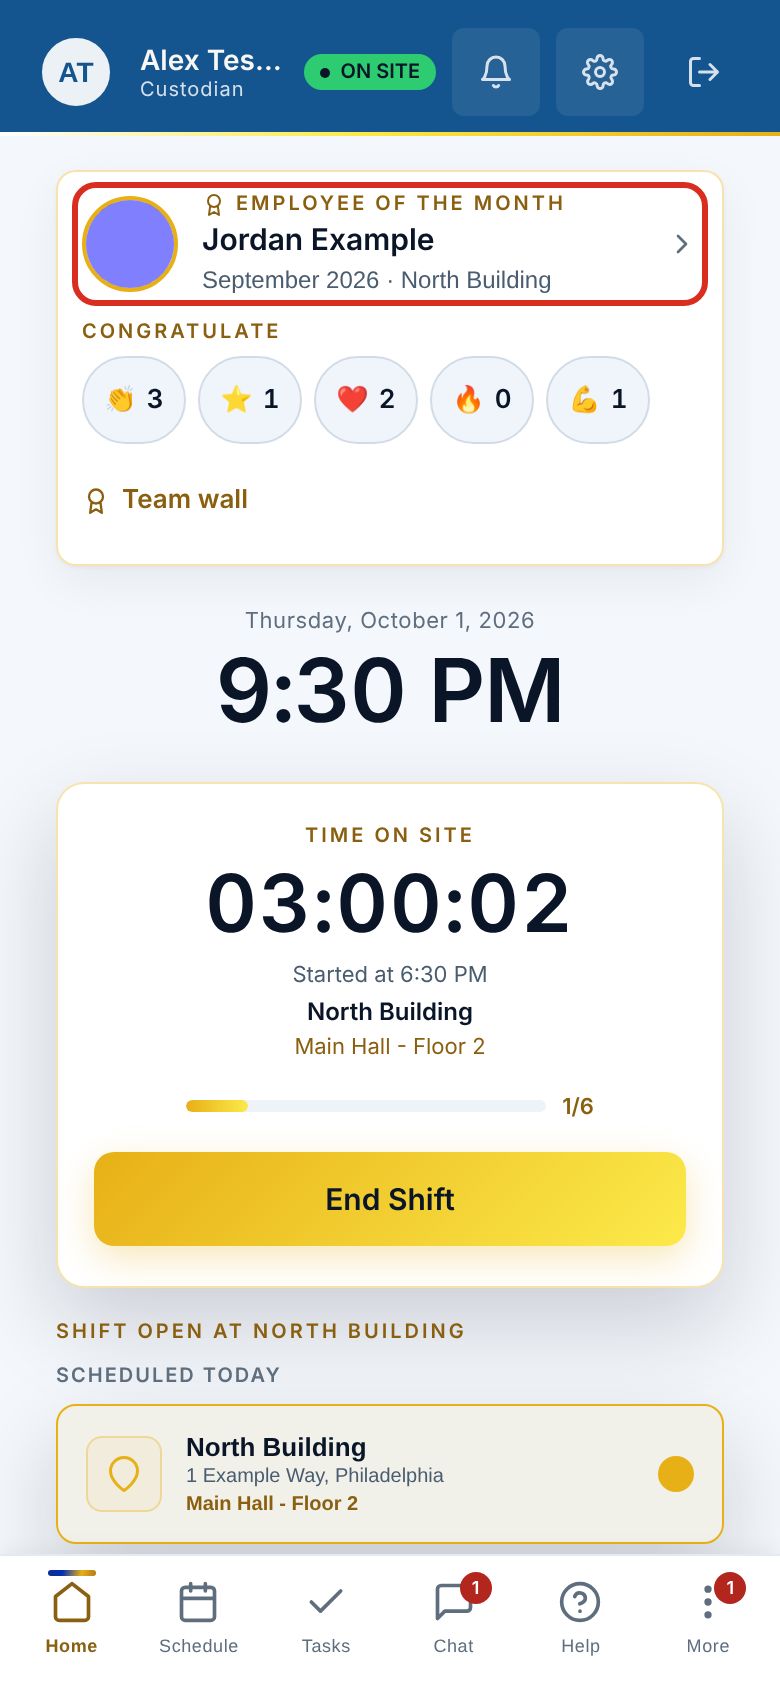 AT
Alex Tes...
Custodian
ON SITE
EMPLOYEE OF THE MONTH
Jordan Example
September 2026 · North Building
CONGRATULATE
👏 3
⭐ 1
❤️ 2
🔥 0
💪 1
Team wall
Thursday, October 1, 2026
9:30 PM
TIME ON SITE
03:00:02
Started at 6:30 PM
North Building
Main Hall - Floor 2
1/6
End Shift
SHIFT OPEN AT NORTH BUILDING
SCHEDULED TODAY
North Building
1 Example Way, Philadelphia
Main Hall - Floor 2
Home
Schedule
Tasks
1
Chat
Help
1
More